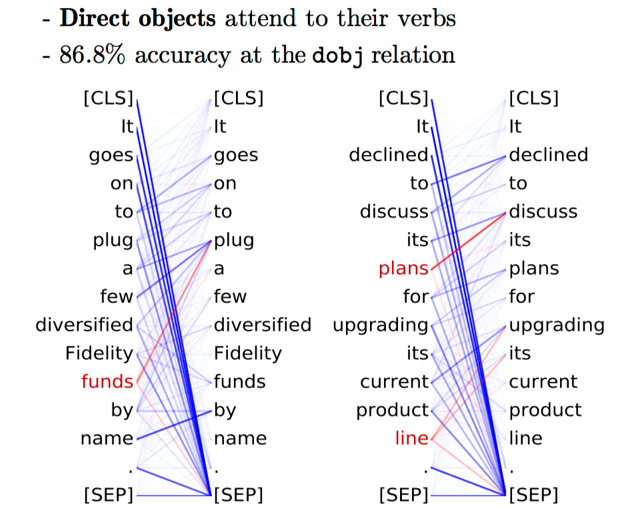 - Direct objects attend to their verbs
- 86.8% accuracy at the dobj relation
[CLS] [CLS] [CLS] [CLS]
It It It It
goes goes declined declined
on on to to
to to discuss discuss
plug plug its its
a a plans plans
few few for for
diversified diversified upgrading upgrading
Fidelity Fidelity its its
funds funds current current
by by product product
name name line line
. . . .
[SEP] [SEP] [SEP] [SEP]